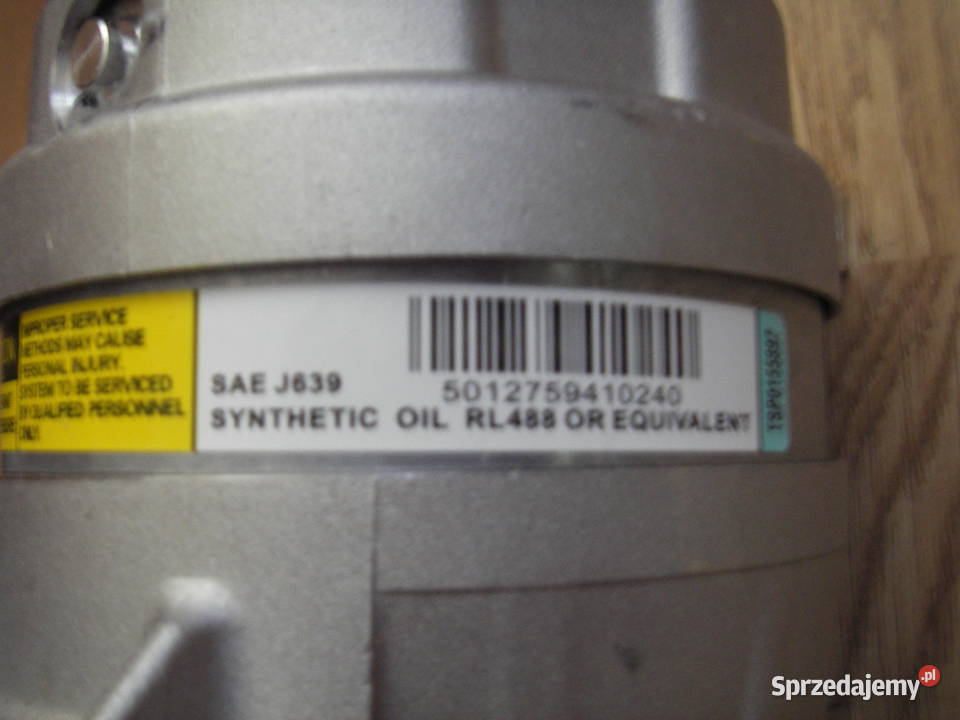 IMPROPER SERVICE
METHODS MAY CAUSE
PERSONAL INJURY.
SYSTEM TO BE SERVICED
BY QUALIFIED PERSONNEL
ONLY.
SAE J639
5012759410240
SYNTHETIC OIL RL488 OR EQUIVALENT
TSP0155897
Sprzedajemy.pl